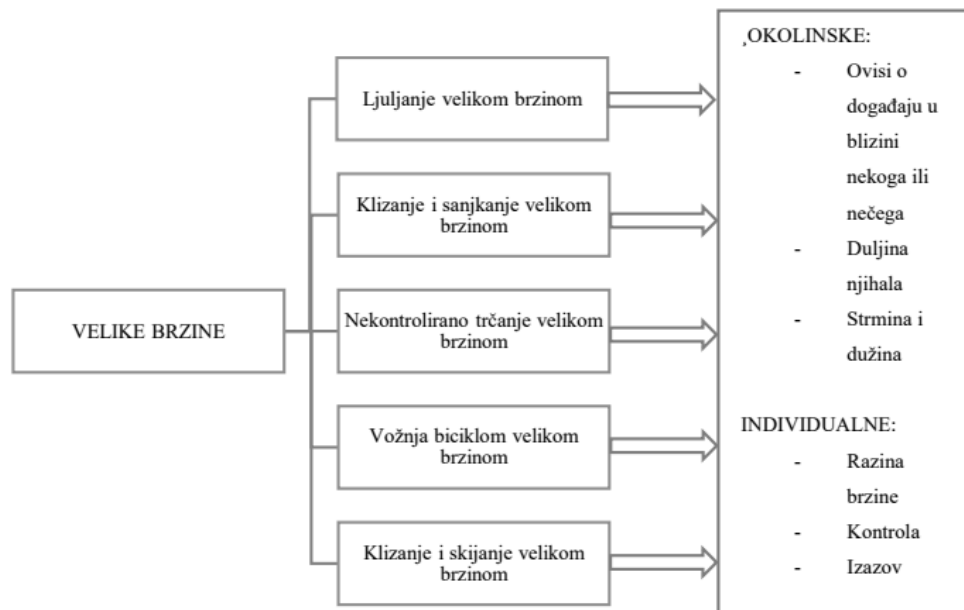 VELIKE BRZINE
Ljuljanje velikom brzinom
Klizanje i sanjkanje velikom
brzinom
Nekontrolirano trčanje velikom
brzinom
Vožnja biciklom velikom
brzinom
Klizanje i skijanje velikom
brzinom
¸OKOLINSKE:
- Ovisi o
događaju u
blizini
nekoga ili
nečega
- Duljina
njihala
- Strmina i
dužina
INDIVIDUALNE:
- Razina
brzine
- Kontrola
- Izazov